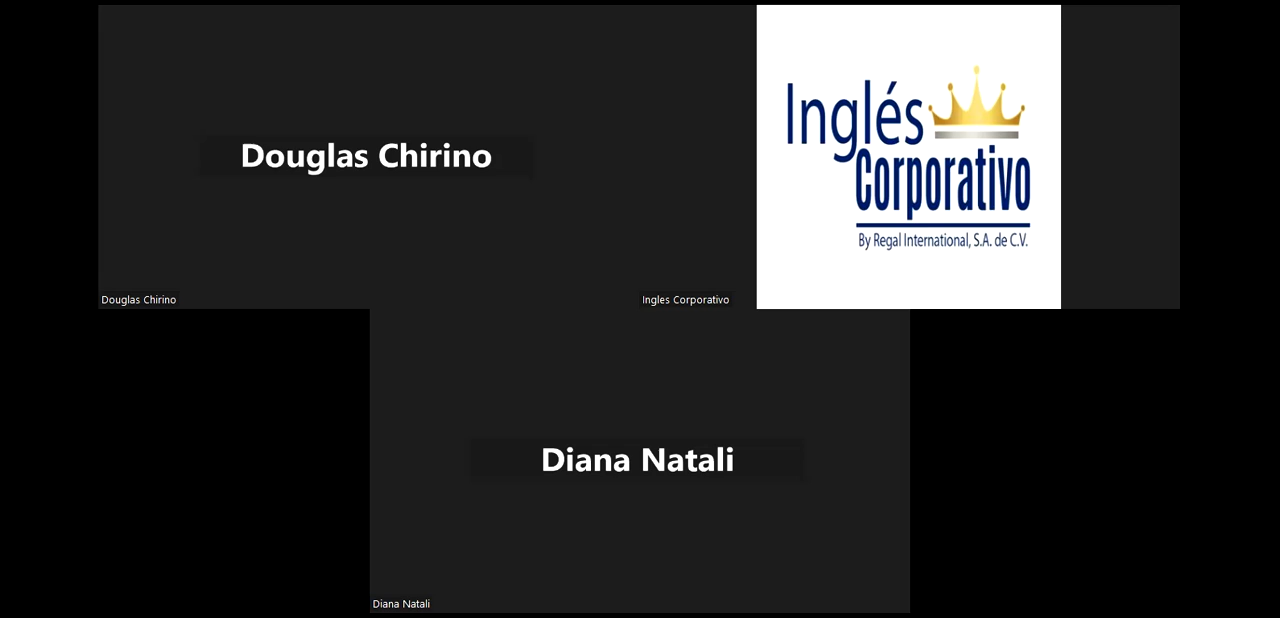 Douglas Chirino
Douglas Chirino
Inglés
Corporativo
By Regal International, S.A. de C.V.
Ingles Corporativo
Diana Natali
Diana Natali